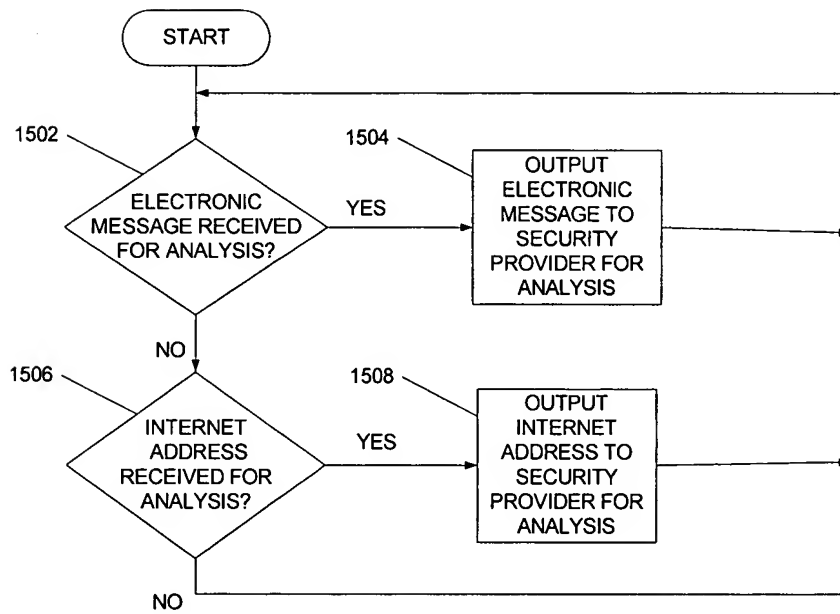 START
1502
ELECTRONIC
MESSAGE RECEIVED
FOR ANALYSIS?
YES
1504
OUTPUT
ELECTRONIC
MESSAGE TO
SECURITY
PROVIDER FOR
ANALYSIS
NO
1506
INTERNET
ADDRESS
RECEIVED FOR
ANALYSIS?
YES
1508
OUTPUT
INTERNET
ADDRESS TO
SECURITY
PROVIDER FOR
ANALYSIS
NO